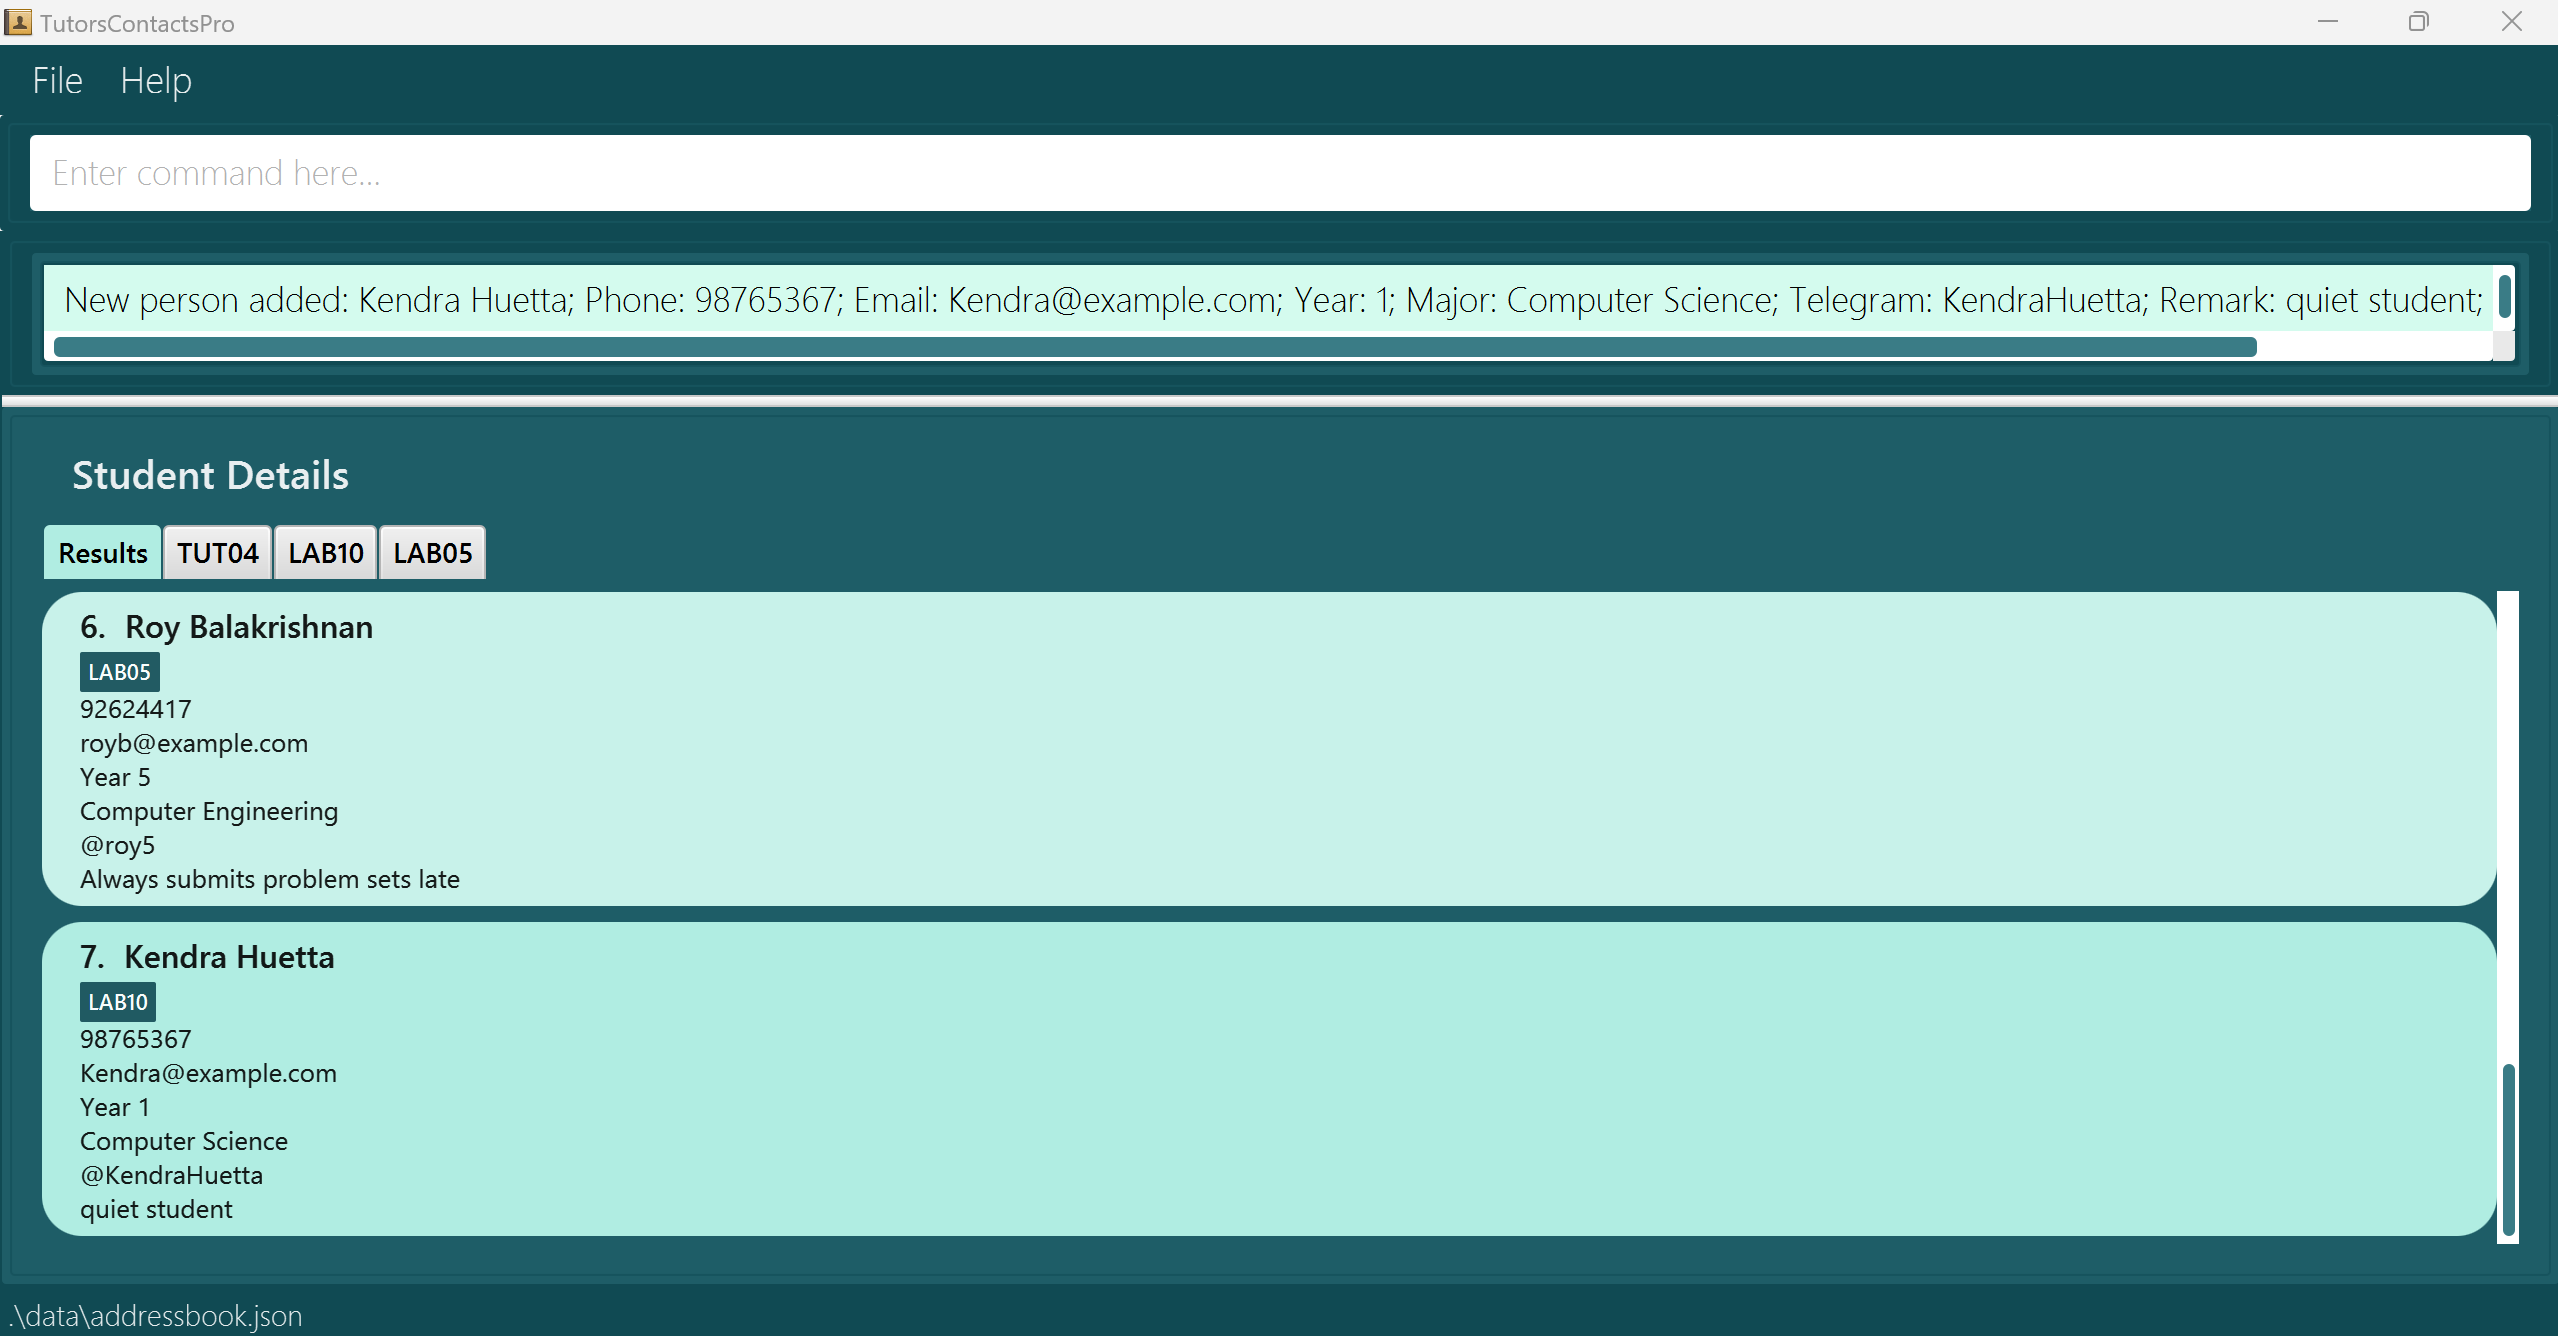 TutorsContactsPro
File Help
Enter command here...
New person added: Kendra Huetta; Phone: 98765367; Email: Kendra@example.com; Year: 1; Major: Computer Science; Telegram: KendraHuetta; Remark: quiet student;
Student Details
Results TUT04 LAB10 LAB05
6. Roy Balakrishnan
LAB05
92624417
royb@example.com
Year 5
Computer Engineering
@roy5
Always submits problem sets late
7. Kendra Huetta
LAB10
98765367
Kendra@example.com
Year 1
Computer Science
@KendraHuetta
quiet student
.\data\addressbook.json